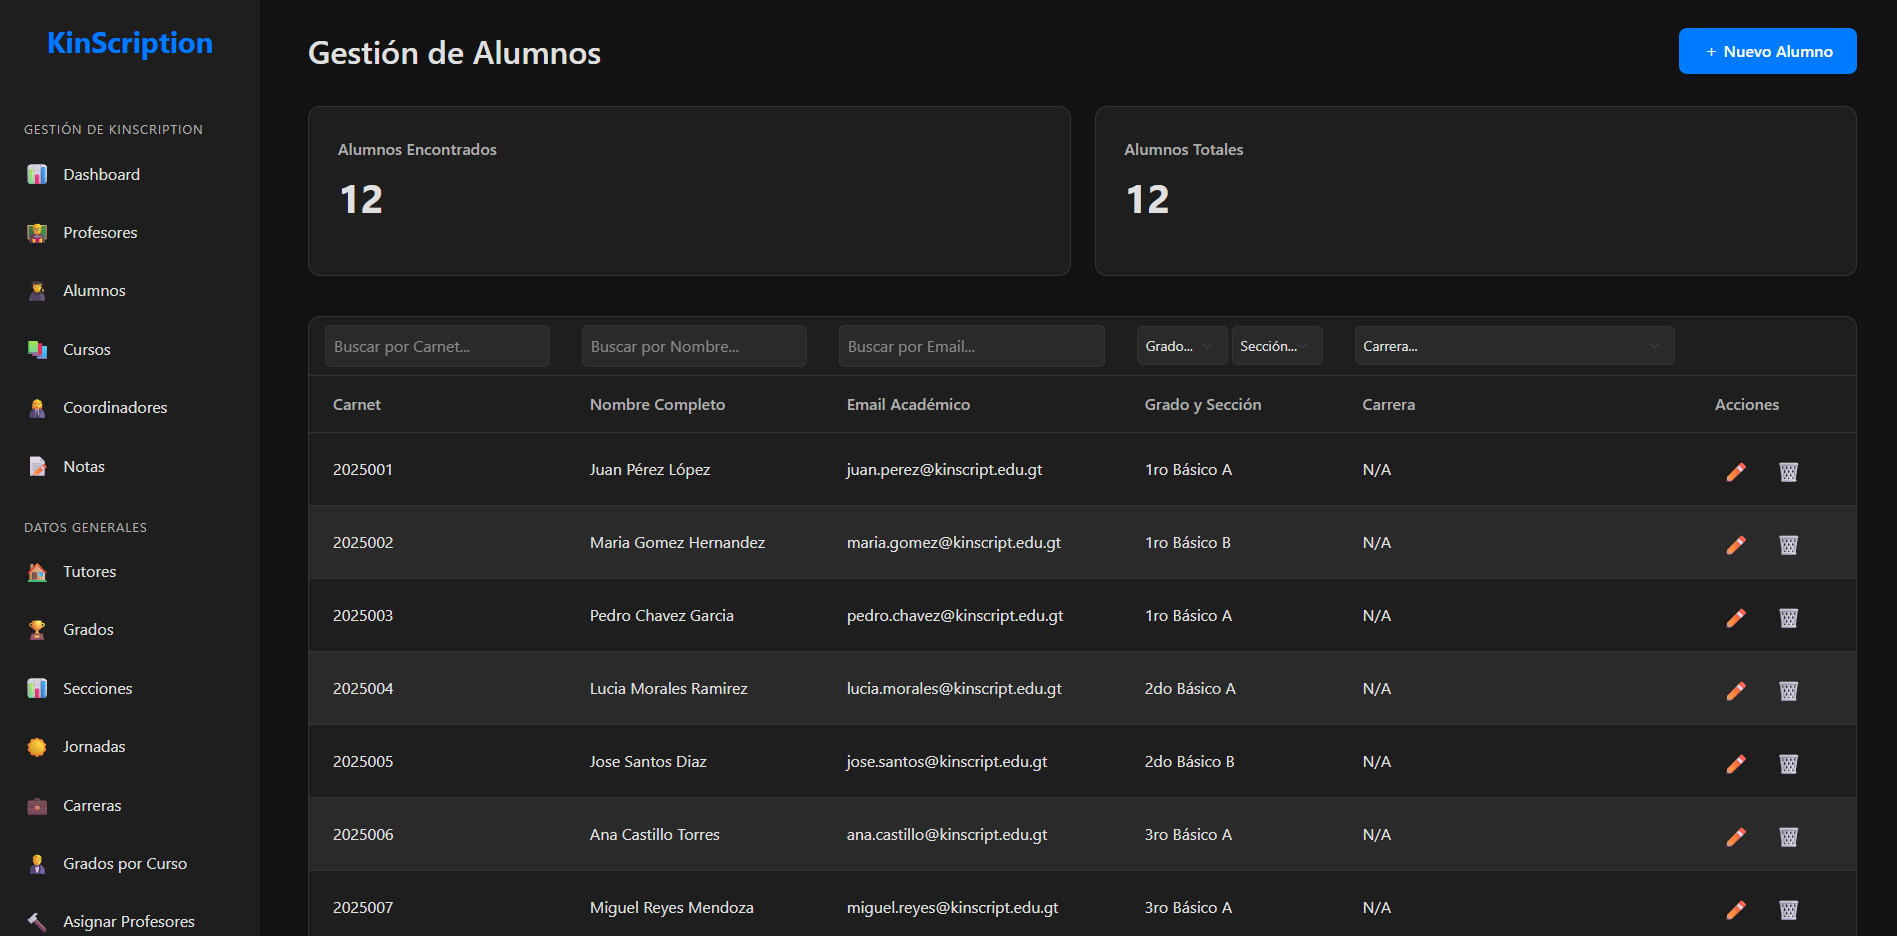 KinScription
GESTIÓN DE KINSCRIPTION
Dashboard
Profesores
Alumnos
Cursos
Coordinadores
Notas
DATOS GENERALES
Tutores
Grados
Secciones
Jornadas
Carreras
Grados por Curso
Asignar Profesores
Gestión de Alumnos
+ Nuevo Alumno
Alumnos Encontrados
12
Alumnos Totales
12
Buscar por Carnet... Buscar por Nombre... Buscar por Email... Grado... Sección... Carrera...
Carnet Nombre Completo Email Académico Grado y Sección Carrera Acciones
2025001 Juan Pérez López juan.perez@kinscript.edu.gt 1ro Básico A N/A
2025002 Maria Gomez Hernandez maria.gomez@kinscript.edu.gt 1ro Básico B N/A
2025003 Pedro Chavez Garcia pedro.chavez@kinscript.edu.gt 1ro Básico A N/A
2025004 Lucia Morales Ramirez lucia.morales@kinscript.edu.gt 2do Básico A N/A
2025005 Jose Santos Diaz jose.santos@kinscript.edu.gt 2do Básico B N/A
2025006 Ana Castillo Torres ana.castillo@kinscript.edu.gt 3ro Básico A N/A
2025007 Miguel Reyes Mendoza miguel.reyes@kinscript.edu.gt 3ro Básico A N/A